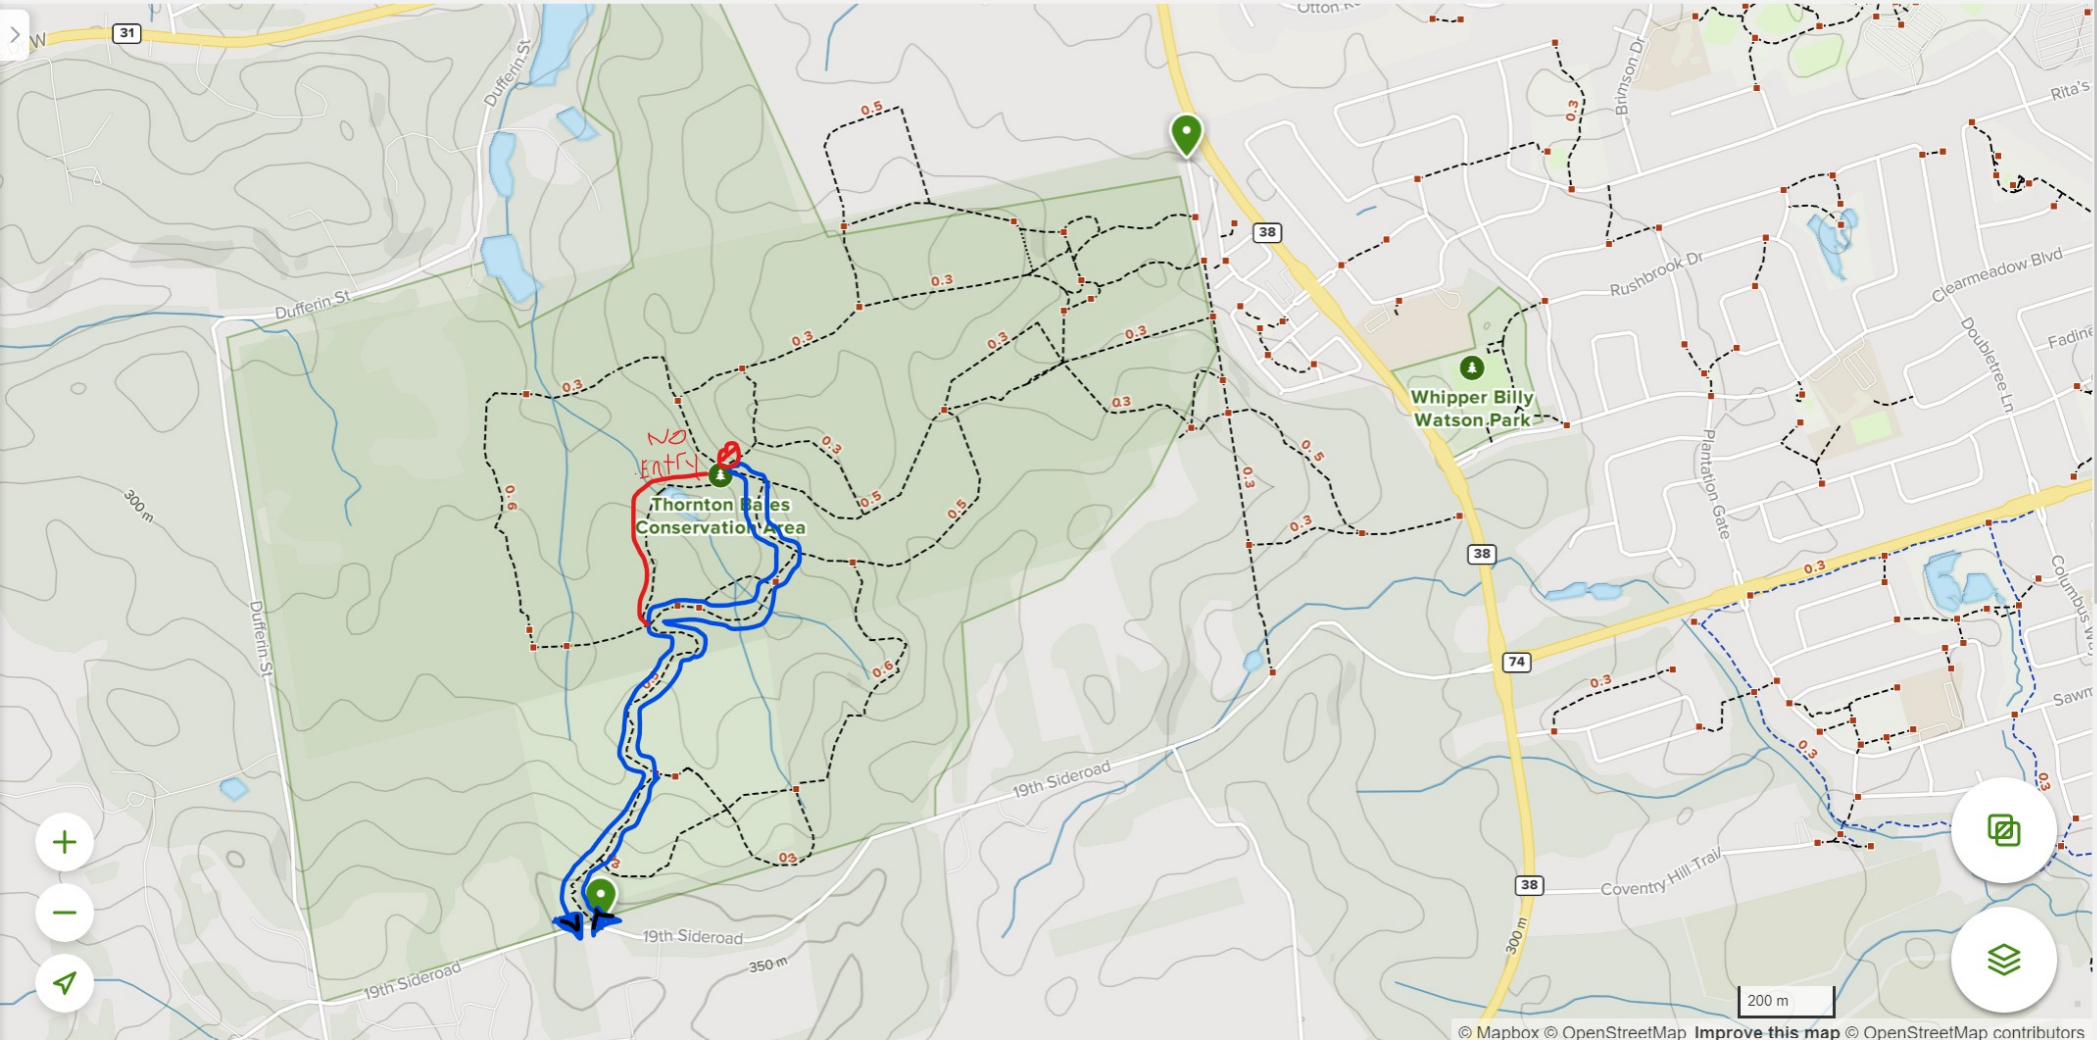 Otton R
31
W
Dufferin St
Brimson Dr
Rita's
0.5
0.3
38
Rushbrook Dr
Clearmeadow Blvd
0.3
Dufferin St
0.3
0.3
0.3
Doubletree Ln
Fadine
0.3
Whipper Billy
Watson Park
0.3
NO
Entry
0.3
0.5
Plantation Gate
0.3
300 m
0.6
Thornton Bales
Conservation Area
0.5
0.5
0.3
38
0.3
Columbus W
Dufferin St
74
0.6
0.3
Sawm
0.3
0.3
19th Sideroad
03
38
Coventry Hill Trail
19th Sideroad
300 m
350 m
19th Sideroad
200 m
© Mapbox © OpenStreetMap Improve this map © OpenStreetMap contributors